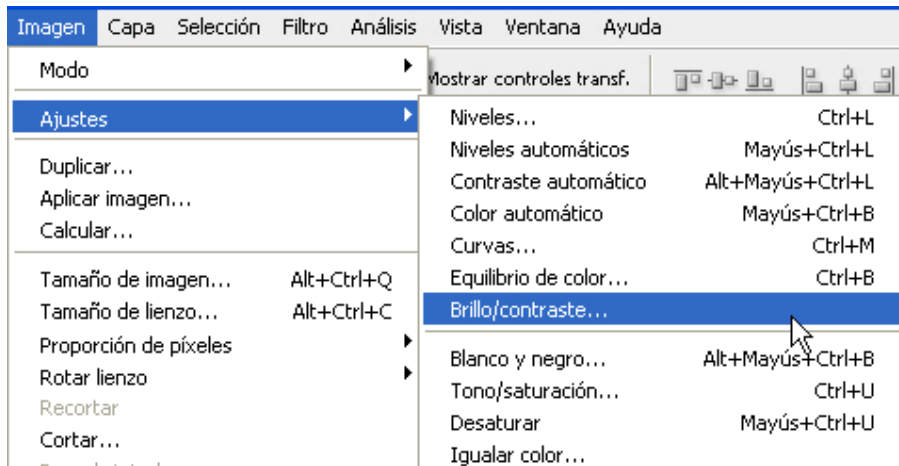 Imagen Capa Selección Filtro Análisis Vista Ventana Ayuda
Mostrar controles transf.
Modo
Ajustes
Duplicar...
Aplicar imagen...
Calcular...
Tamaño de imagen... Alt+Ctrl+Q
Tamaño de lienzo... Alt+Ctrl+C
Proporción de píxeles
Rotar lienzo
Recortar
Cortar...
Niveles... Ctrl+L
Niveles automáticos Mayús+Ctrl+L
Contraste automático Alt+Mayús+Ctrl+L
Color automático Mayús+Ctrl+B
Curvas... Ctrl+M
Equilibrio de color... Ctrl+B
Brillo/contraste...
Blanco y negro... Alt+Mayús+Ctrl+B
Tono/saturación... Ctrl+U
Desaturar Mayús+Ctrl+U
Igualar color...